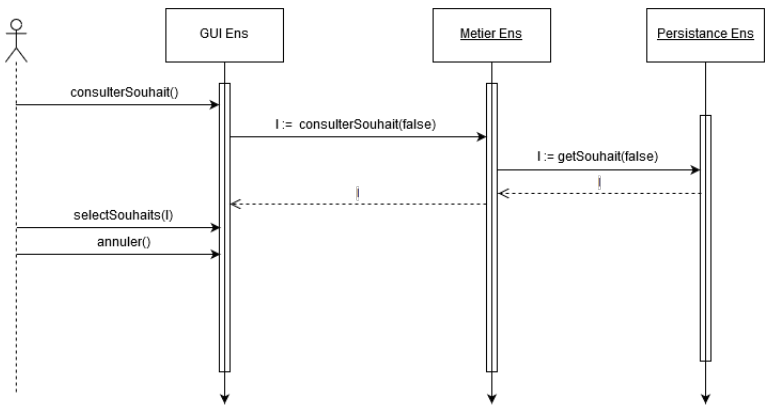 GUI Ens
Metier Ens
Persistance Ens
consulterSouhait()
l := consulterSouhait(false)
l := getSouhait(false)
l
l
selectSouhaits(l)
annuler()